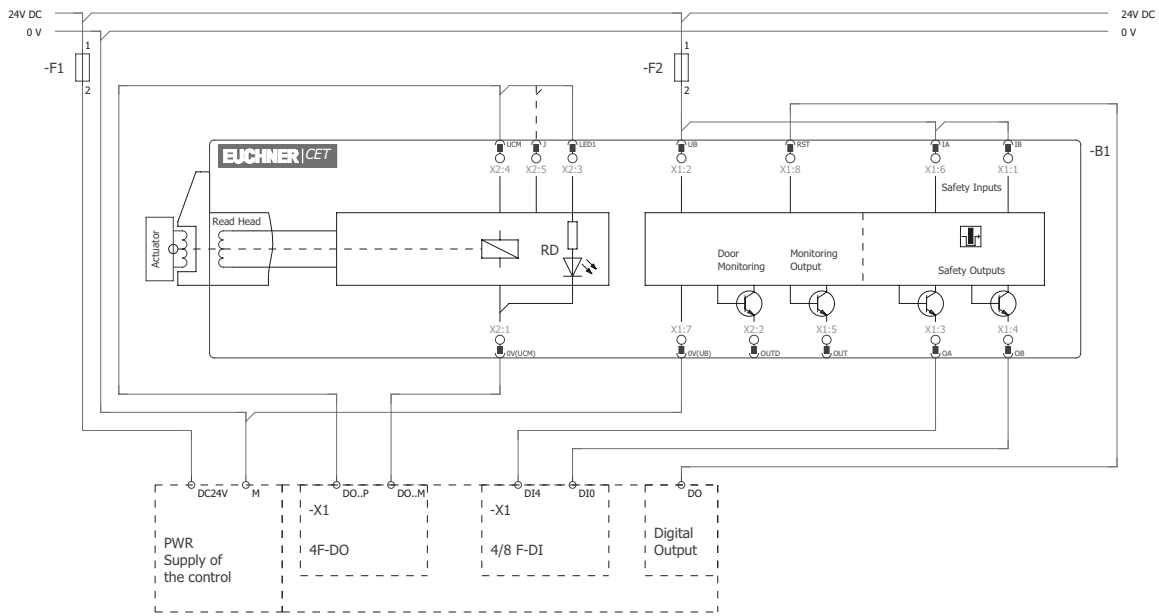 24V DC
24V DC
0 V
0 V
1
1
-F1
-F2
2
2
EUCHNER CET
UCM
J
LED1
UB
RST
IA
IB
-B1
X2:4
X2:5
X2:3
X1:2
X1:8
X1:6
X1:1
Safety Inputs
Read Head
Actuator
RD
Door
Monitoring
Monitoring
Output
Safety Outputs
X2:1
X1:7
X2:2
X1:5
X1:3
X1:4
0V(UCM)
0V(UB)
OUTD
OUT
OA
OB
DC24V
M
DO..P
DO..M
DI4
DI0
DO
-X1
-X1
PWR
Supply of
the control
4F-DO
4/8 F-DI
Digital
Output